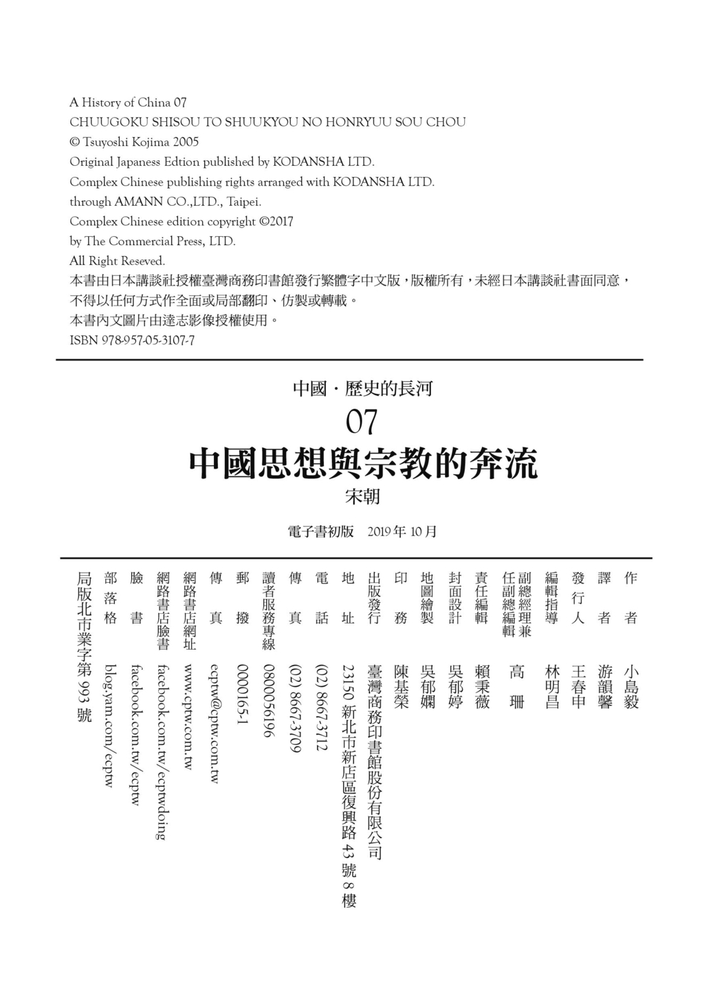 A History of China 07
CHUUGOKU SHISOU TO SHUUKYOU NO HONRYUU SOU CHOU
© Tsuyoshi Kojima 2005
Original Japaness Edtion published by KODANSHA LTD.
Complex Chinese publishing rights arranged with KODANSHA LTD.
through AMANN CO.,LTD., Taipei.
Complex Chinese edition copyright ©2017
by The Commercial Press, LTD.
All Right Reseved.
本書由日本講談社授權臺灣商務印書館發行繁體字中文版，版權所有，未經日本講談社書面同意，
不得以任何方式作全面或局部翻印、仿製或轉載。
本書內文圖片由達志影像授權使用。
ISBN 978-957-05-3107-7
中國・歷史的長河
07
中國思想與宗教的奔流
宋朝
電子書初版　2019年 10 月
作者　小島毅
譯者　游韻馨
發行人　王春申
編輯指導　林明昌
副總經理兼
任副總編輯　高珊
責任編輯　賴秉薇
封面設計　吳郁婷
地圖繪製　吳郁嫻
印務　陳基榮
出版發行　臺灣商務印書館股份有限公司
地址　23150 新北市新店區復興路 43 號 8 樓
電話　(02) 8667-3712
傳真　(02) 8667-3709
讀者服務專線　0800056196
郵撥　0000165-1
傳真　ecptw@cptw.com.tw
網路書店網址　www.cptw.com.tw
網路書店臉書　facebook.com.tw/ecptwdoing
臉書　facebook.com.tw/ecptw
部落格　blog.yam.com/ecptw
局版北市業字第 993 號